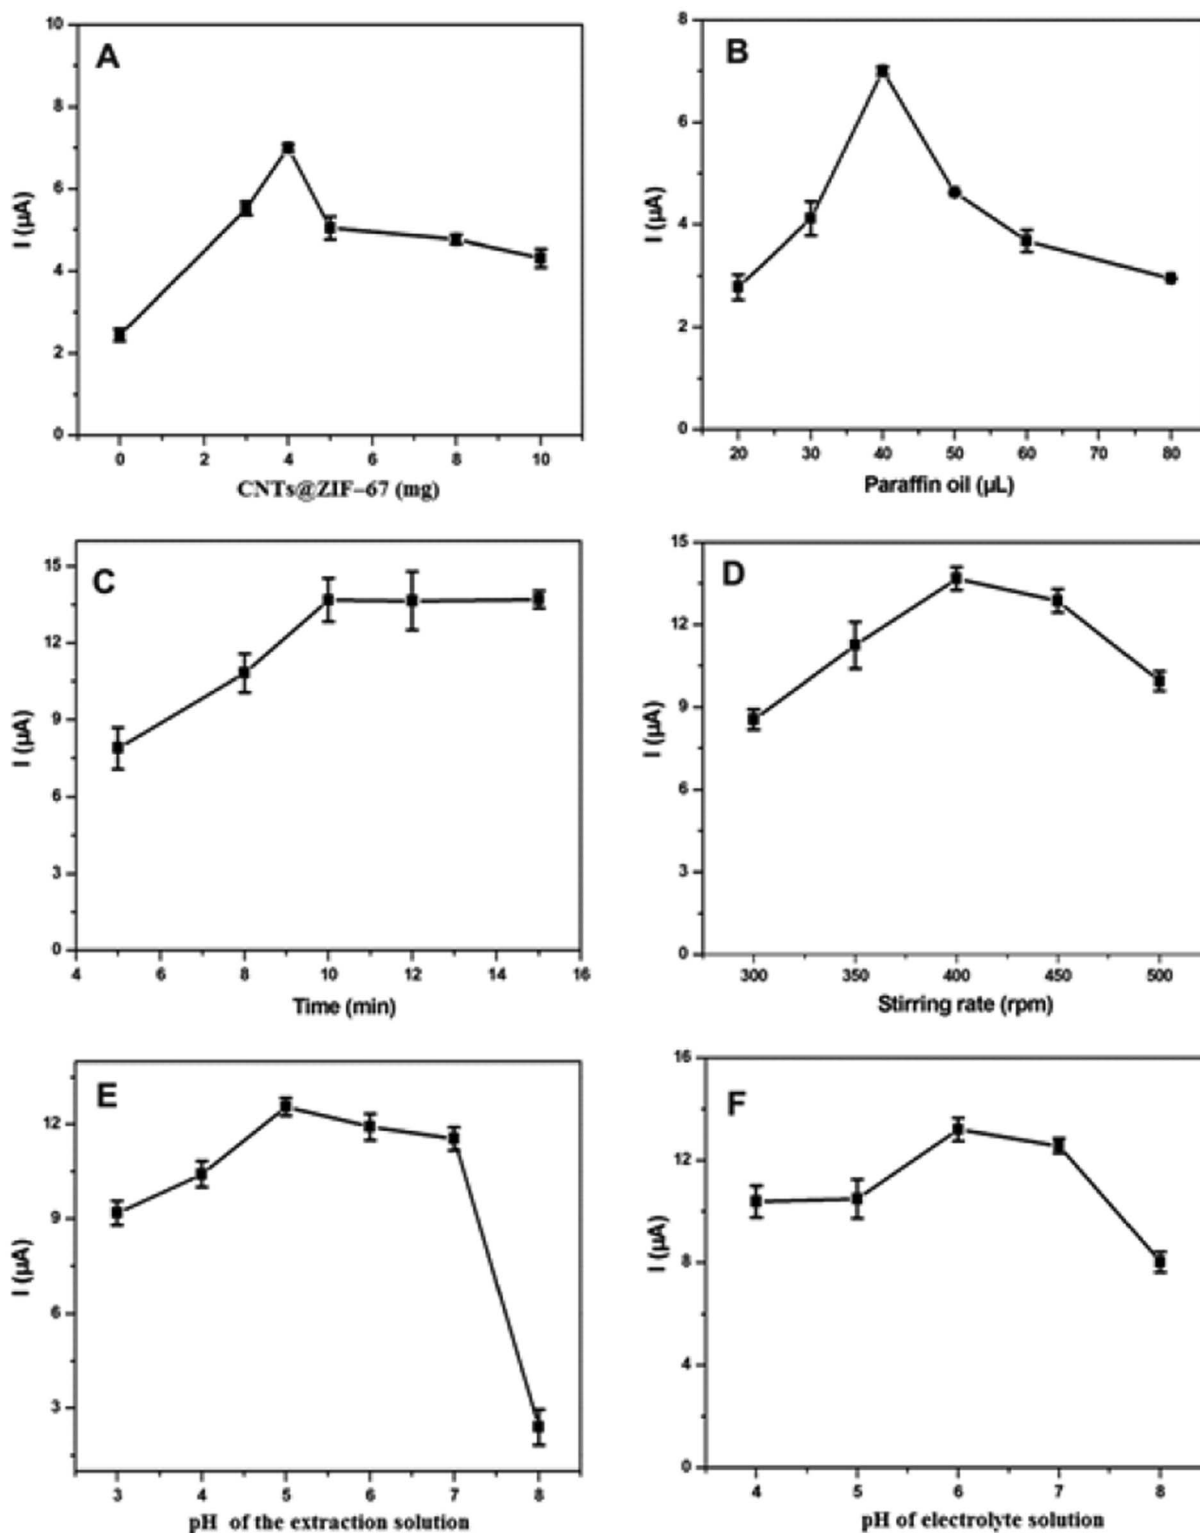 A
I (µA)
10
8
6
4
2
0
0 2 4 6 8 10
CNTs@ZIF–67 (mg)
B
I (µA)
8
6
4
2
0
20 30 40 50 60 70 80
Paraffin oil (µL)
C
I (µA)
15
12
9
6
3
0
4 6 8 10 12 14 16
Time (min)
D
I (µA)
15
12
9
6
3
0
300 350 400 450 500
Stirring rate (rpm)
E
I (µA)
12
9
6
3
3 4 5 6 7 8
pH of the extraction solution
F
I (µA)
16
12
8
4
0
4 5 6 7 8
pH of electrolyte solution